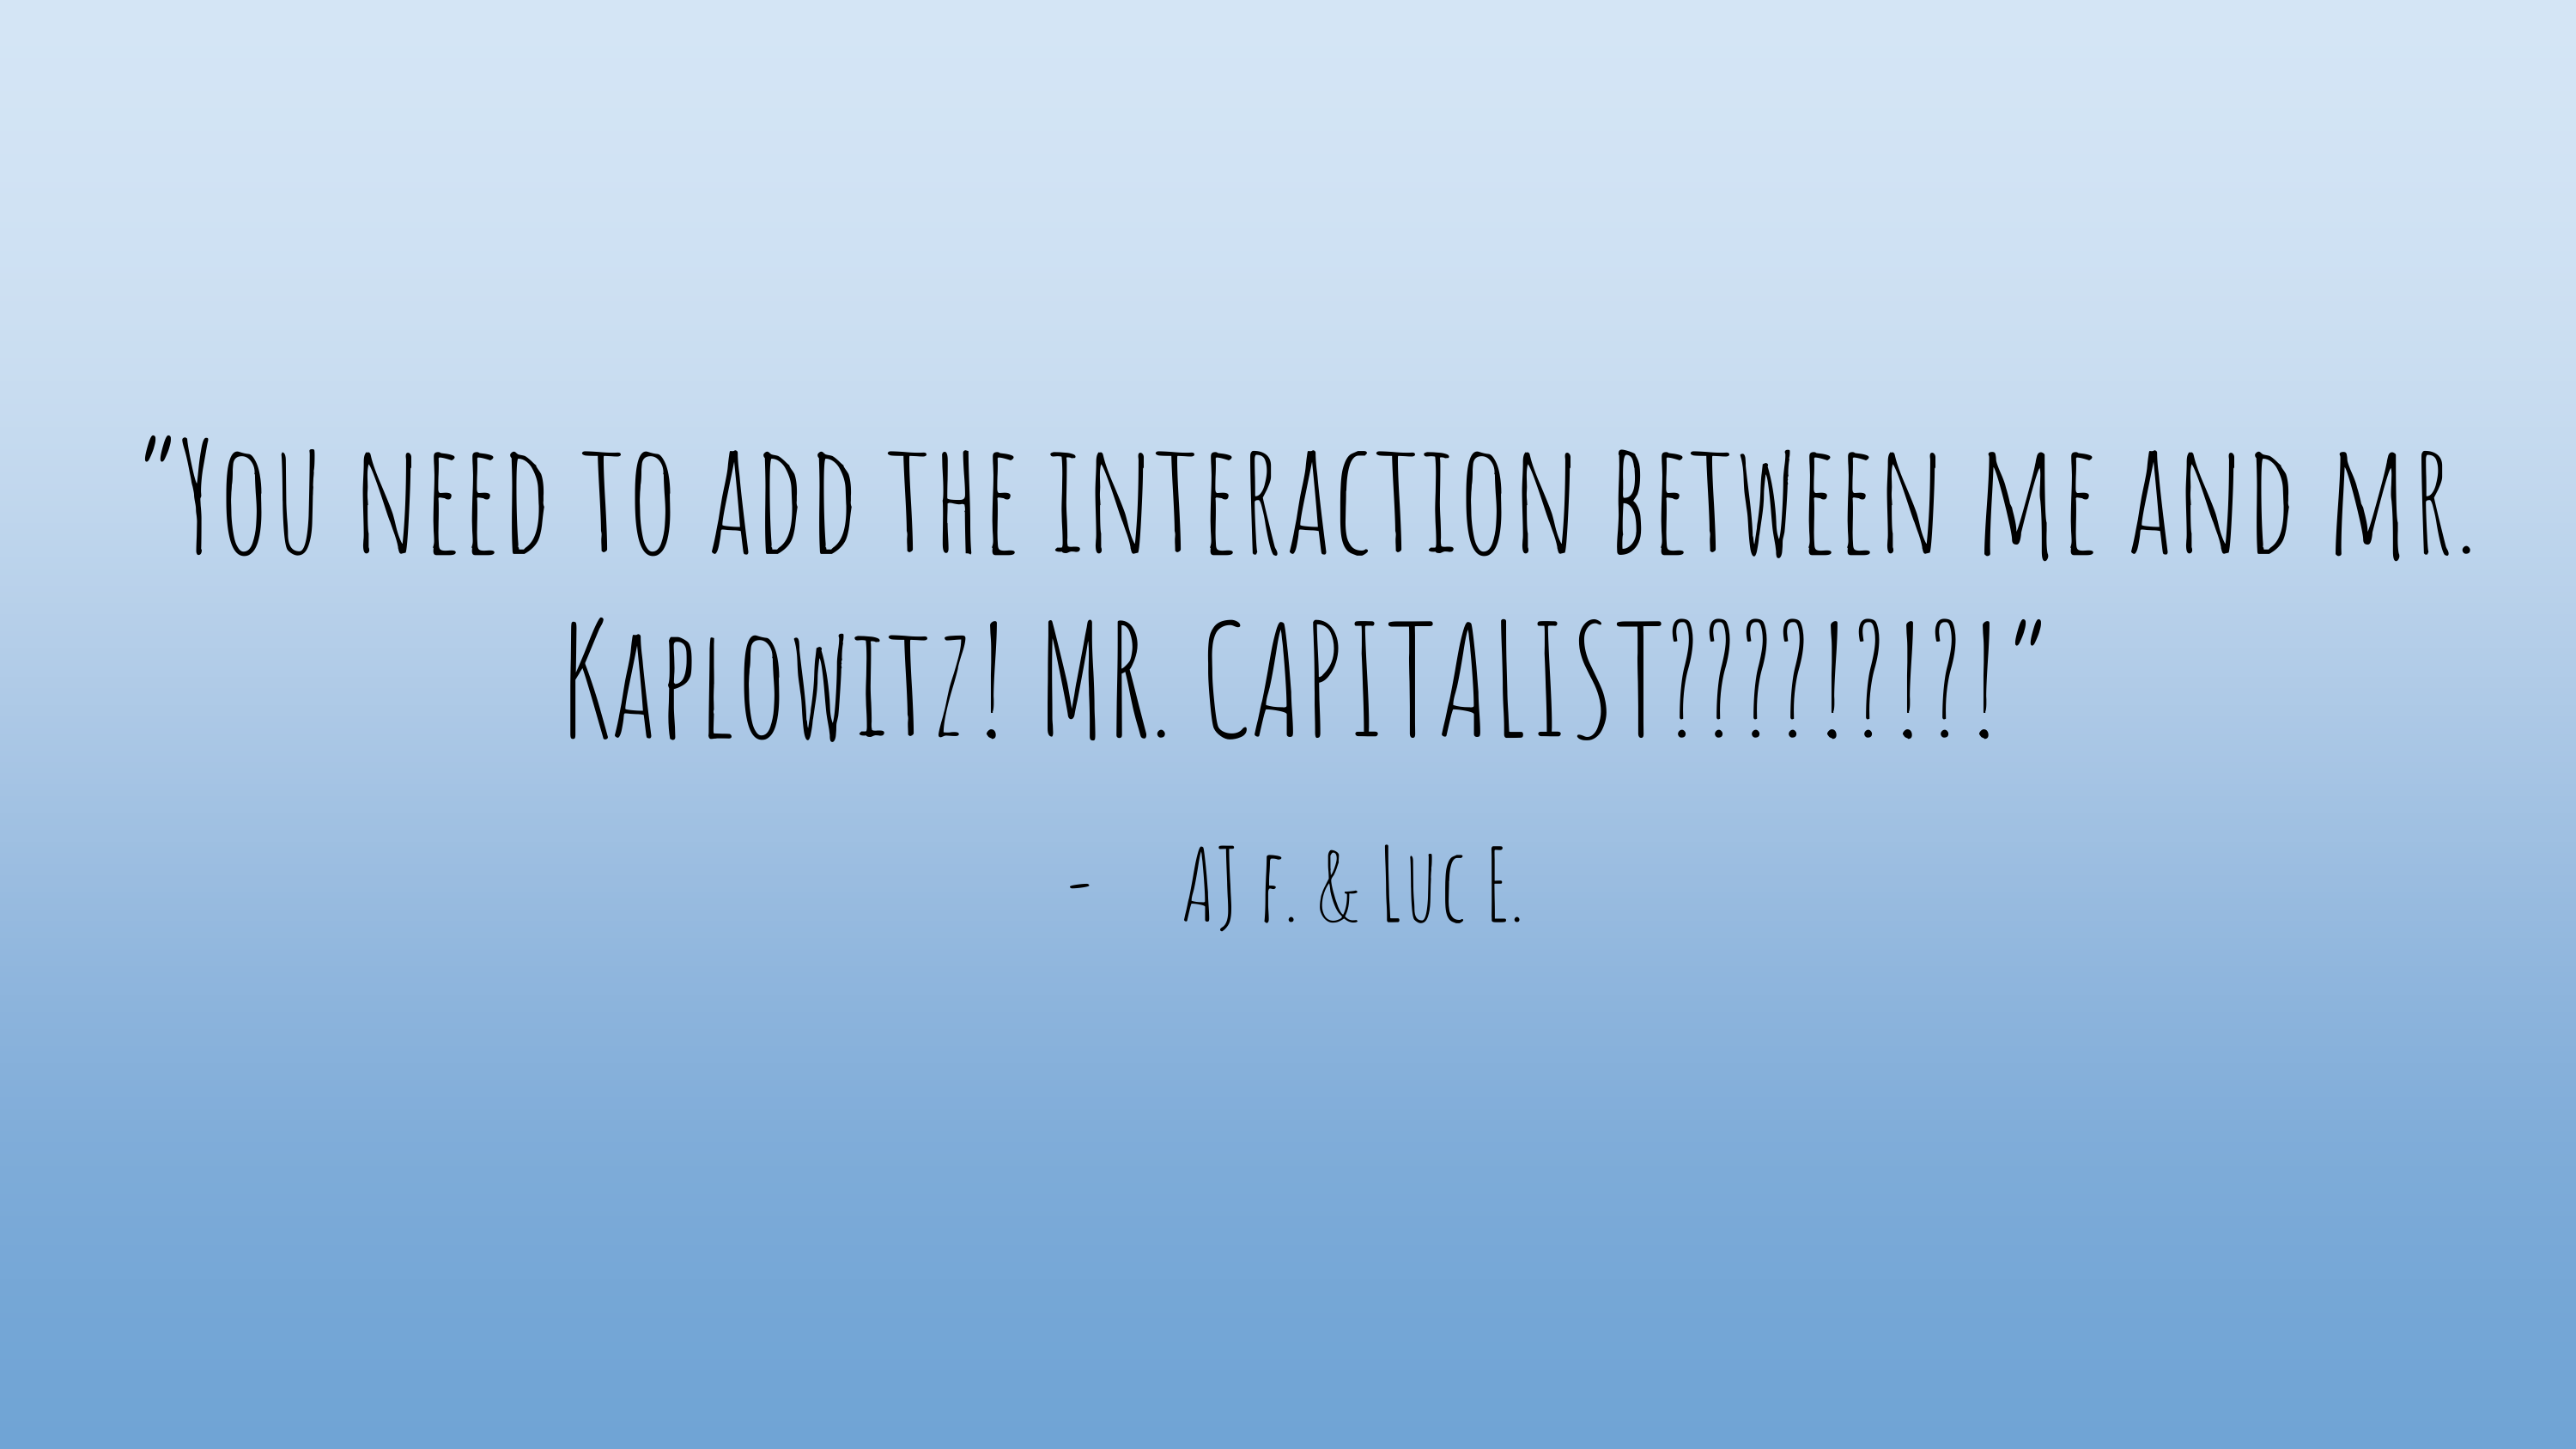 “You need to add the interaction between me and mr.
Kaplowitz! MR. CAPITALIST????!?!?!”
- AJ F. & Luc E.